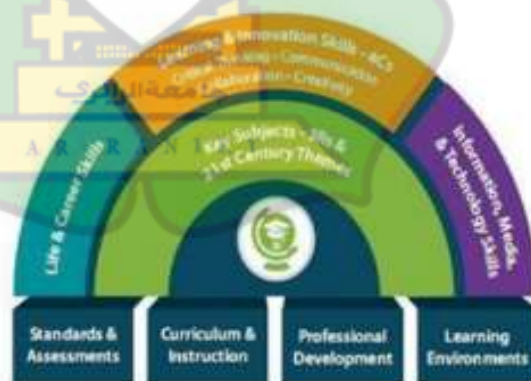 Learning & Innovation Skills - 4Cs
Critical Thinking • Communication
Collaboration • Creativity
Life & Career Skills
Key Subjects - 3Rs &
21st Century Themes
Information, Media,
& Technology Skills
Standards &
Assessments
Curriculum &
Instruction
Professional
Development
Learning
Environments